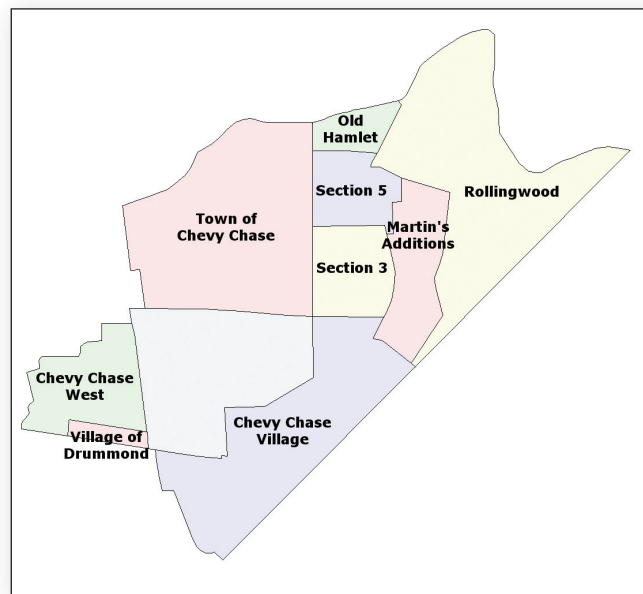 Old
Hamlet
Section 5
Rollingwood
Town of
Chevy Chase
Martin's
Additions
Section 3
Chevy Chase
West
Chevy Chase
Village
Village of
Drummond